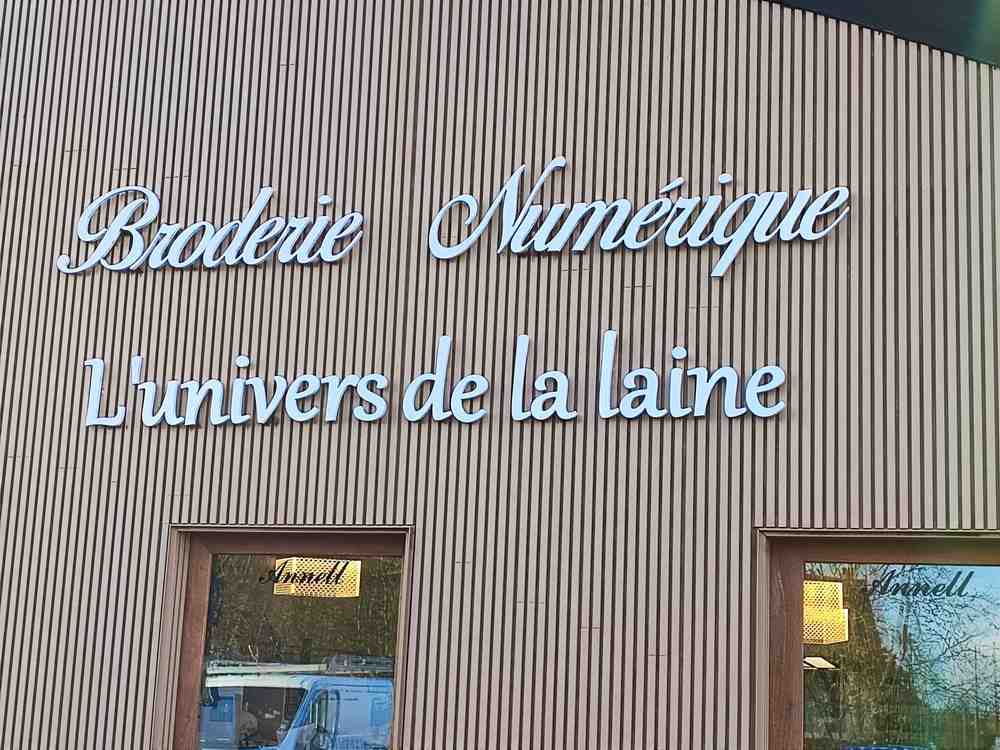 Broderie Numérique
L'univers de la laine
Annell
Annell